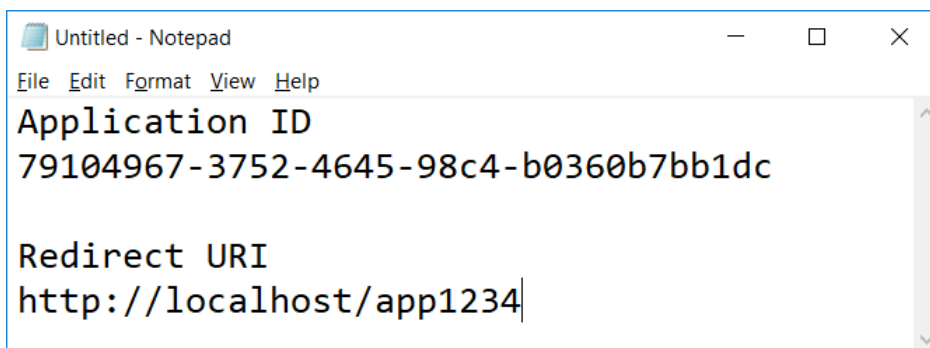 Untitled - Notepad
File Edit Format View Help
Application ID
79104967-3752-4645-98c4-b0360b7bb1dc
Redirect URI
http://localhost/app1234